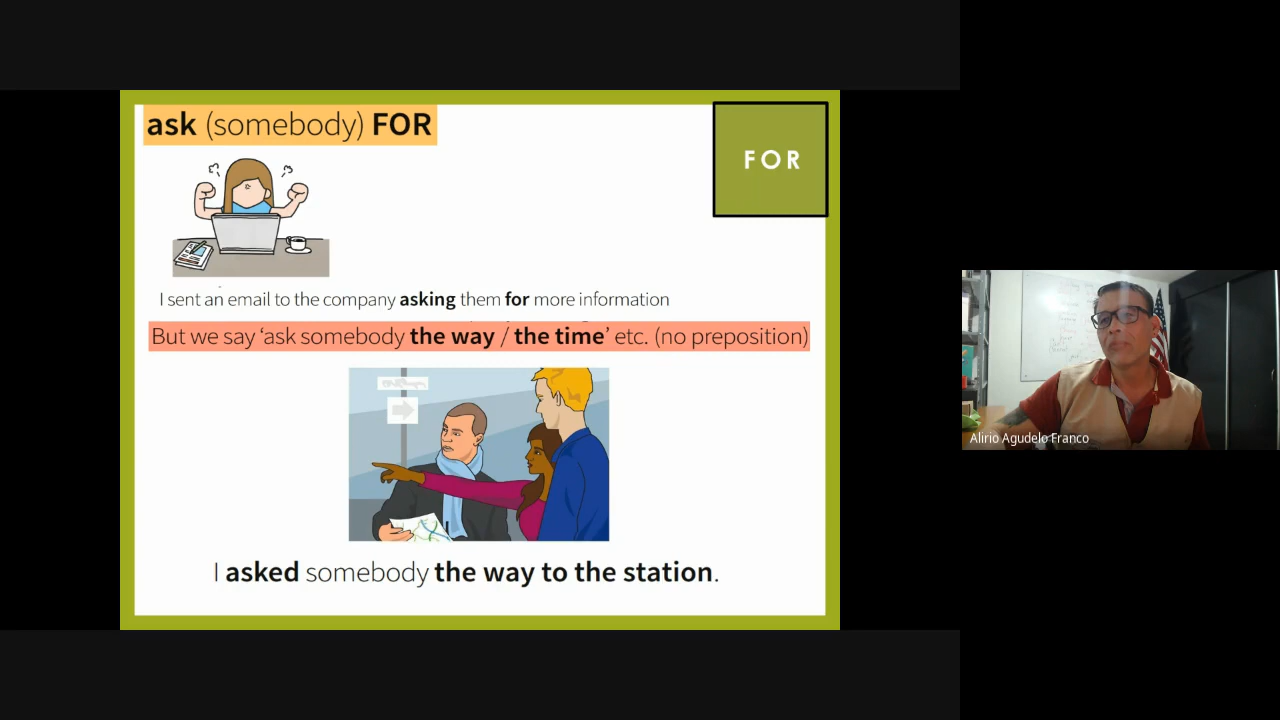 ask (somebody) FOR
FOR
I sent an email to the company asking them for more information
But we say ‘ask somebody the way / the time’ etc. (no preposition)
I asked somebody the way to the station.
Alirio Agudelo Franco